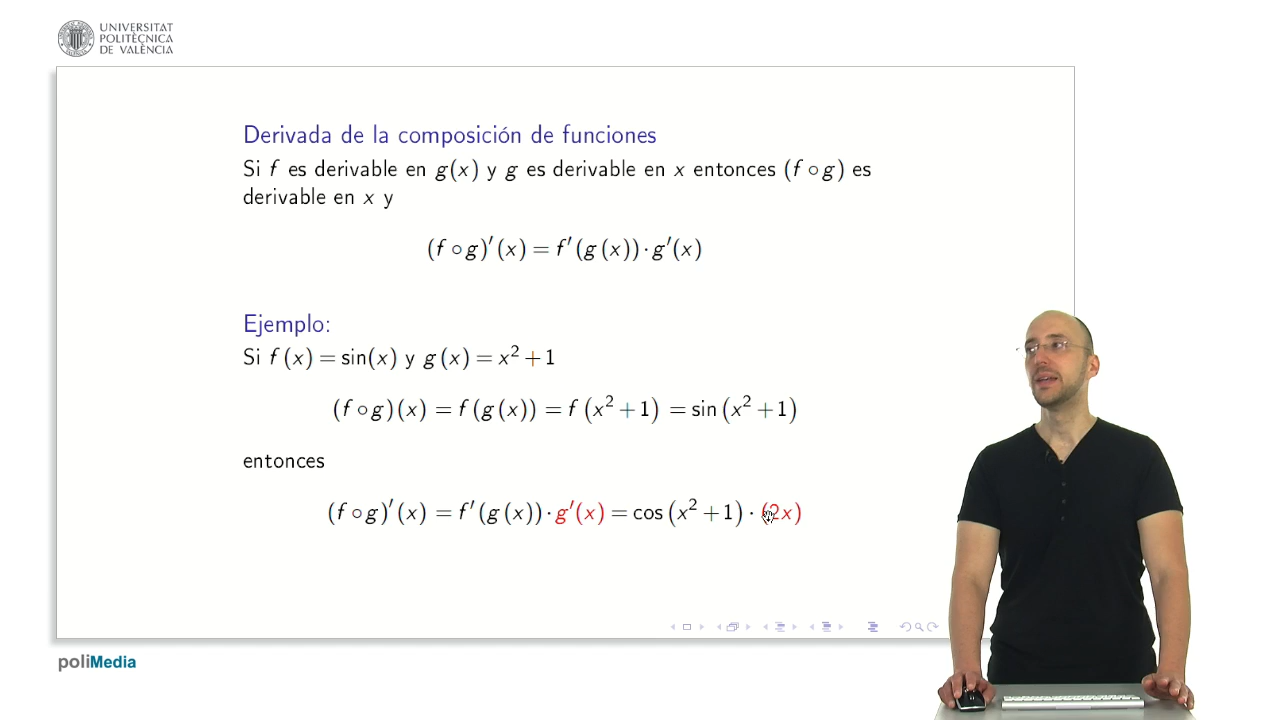 UNIVERSITAT
POLITÈCNICA
DE VALÈNCIA
Derivada de la composición de funciones
Si f es derivable en g(x) y g es derivable en x entonces (f ∘ g) es
derivable en x y
(f ∘ g)′(x) = f′(g(x)) · g′(x)
Ejemplo:
Si f(x) = sin(x) y g(x) = x² + 1
(f ∘ g)(x) = f(g(x)) = f(x² + 1) = sin(x² + 1)
entonces
(f ∘ g)′(x) = f′(g(x)) · g′(x) = cos(x² + 1) · (2x)
poliMedia